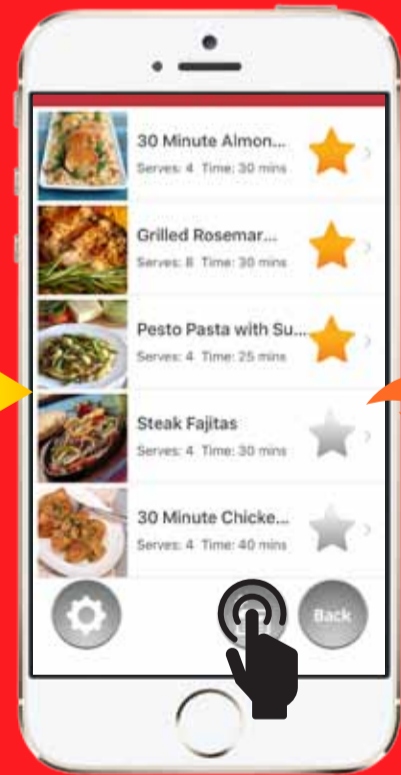 30 Minute Almon...
Serves: 4 Time: 30 mins
Grilled Rosemar...
Serves: 8 Time: 30 mins
Pesto Pasta with Su...
Serves: 4 Time: 25 mins
Steak Fajitas
Serves: 4 Time: 30 mins
30 Minute Chicke...
Serves: 4 Time: 40 mins
Back